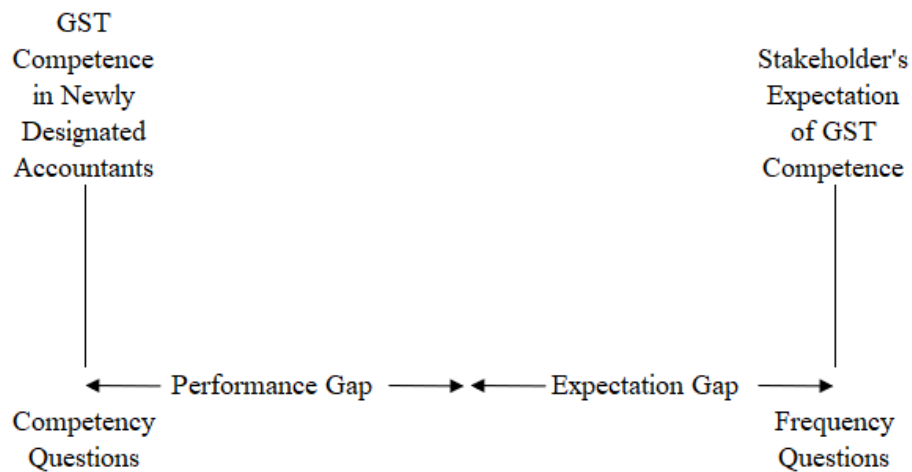 GST
Competence
in Newly
Designated
Accountants
Stakeholder's
Expectation
of GST
Competence
Performance Gap
Expectation Gap
Competency
Questions
Frequency
Questions